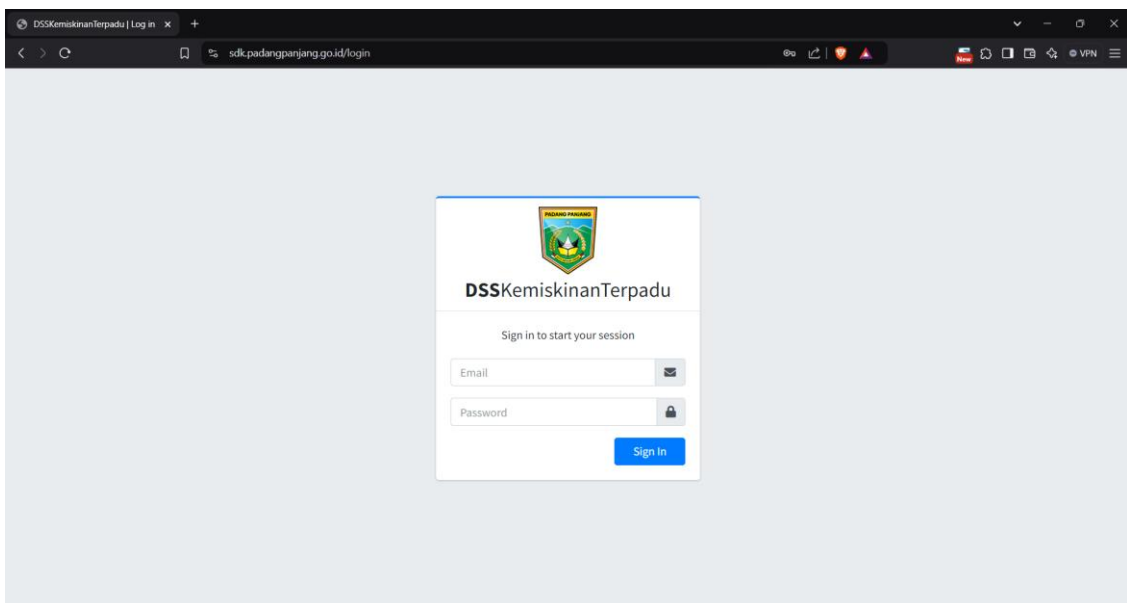 DSSKemiskinanTerpadu | Log in
sdk.padangpanjang.go.id/login
New
VPN
PADANG PANJANG
DSSKemiskinanTerpadu
Sign in to start your session
Email
Password
Sign In